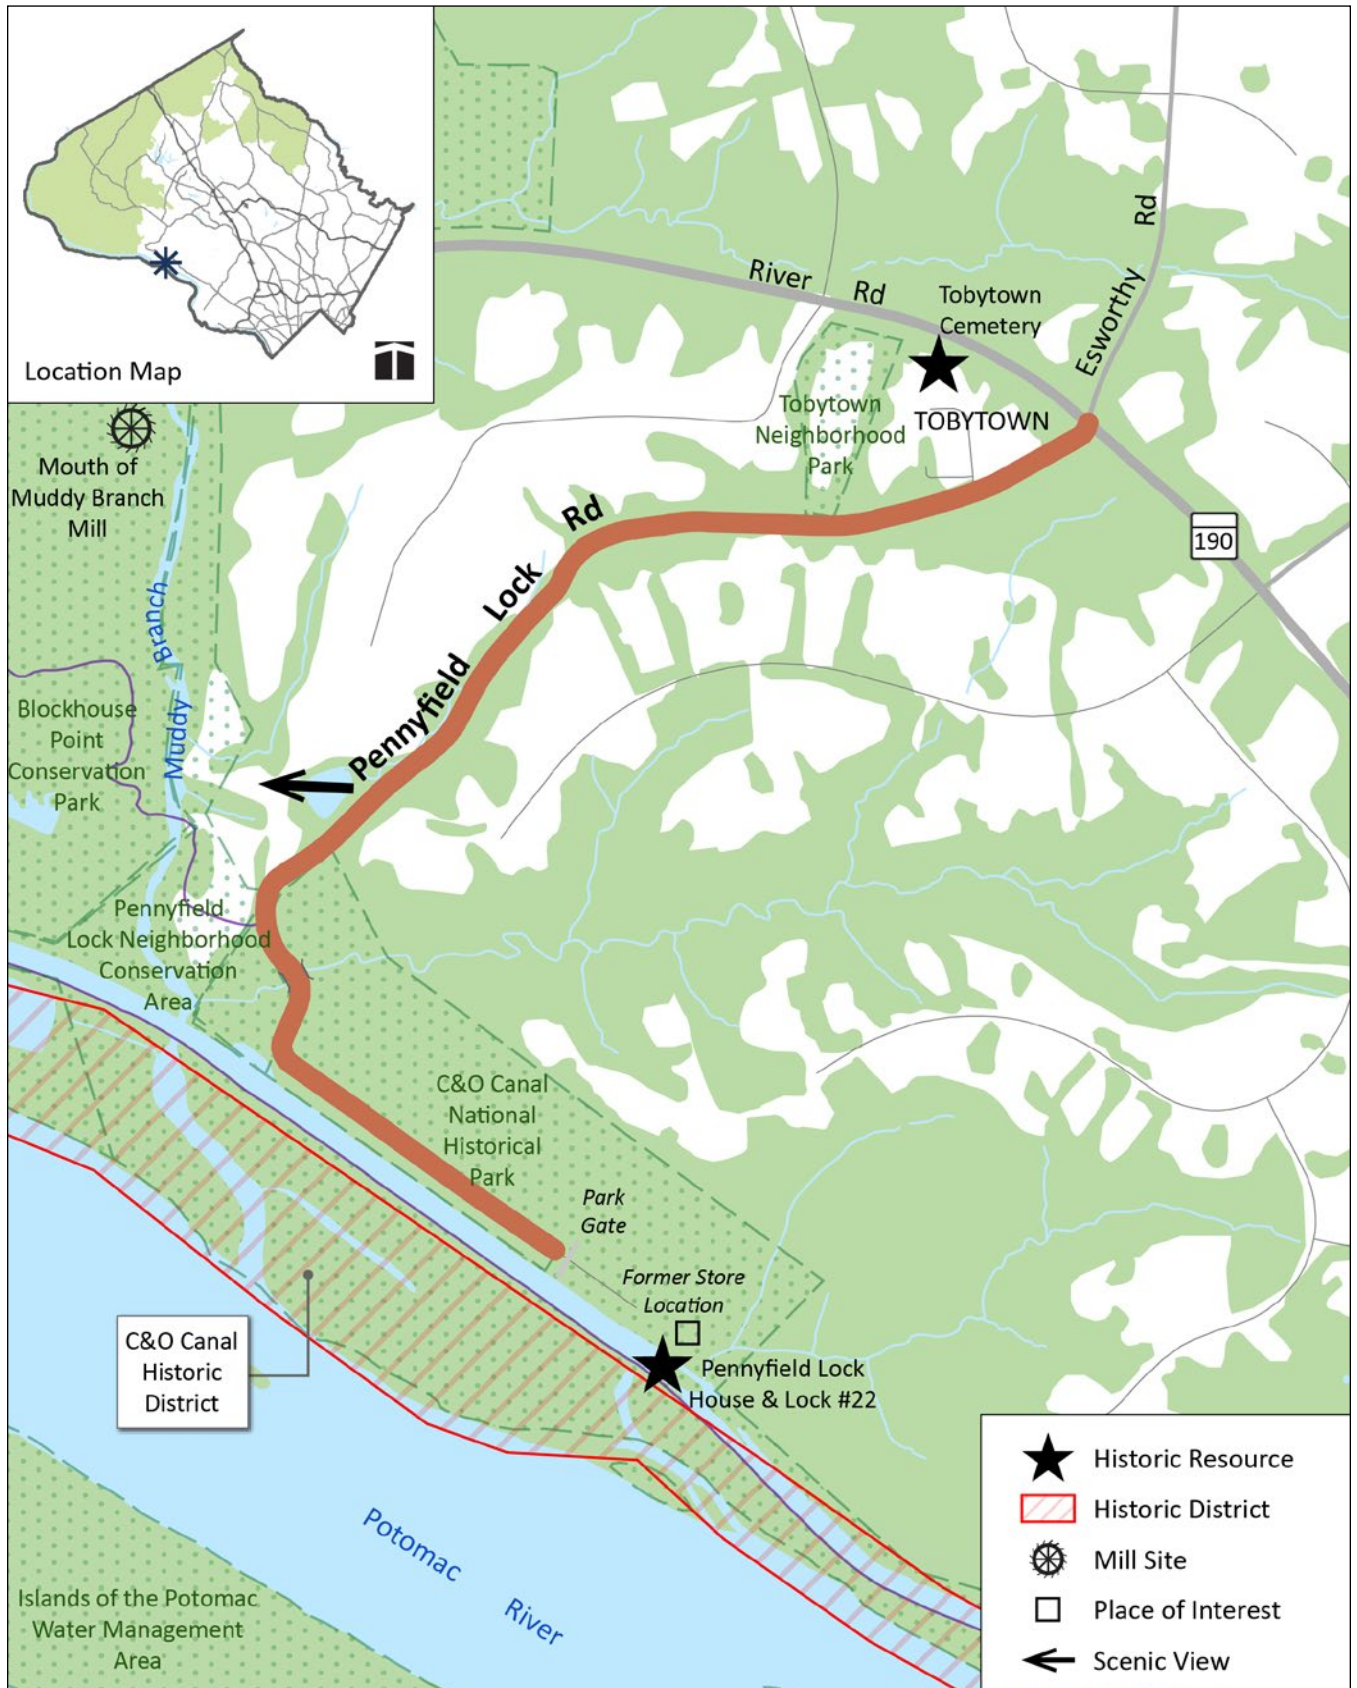 Location Map
River Rd
Esworthy Rd
Tobytown
Cemetery
TOBYTOWN
Tobytown
Neighborhood
Park
190
Mouth of
Muddy Branch
Mill
Muddy Branch
Pennyfield Lock Rd
Blockhouse
Point
Conservation
Park
Pennyfield
Lock Neighborhood
Conservation
Area
C&O Canal
National
Historical
Park
Park
Gate
Former Store
Location
Pennyfield Lock
House & Lock #22
C&O Canal
Historic
District
Potomac River
Islands of the Potomac
Water Management
Area
Historic Resource
Historic District
Mill Site
Place of Interest
Scenic View